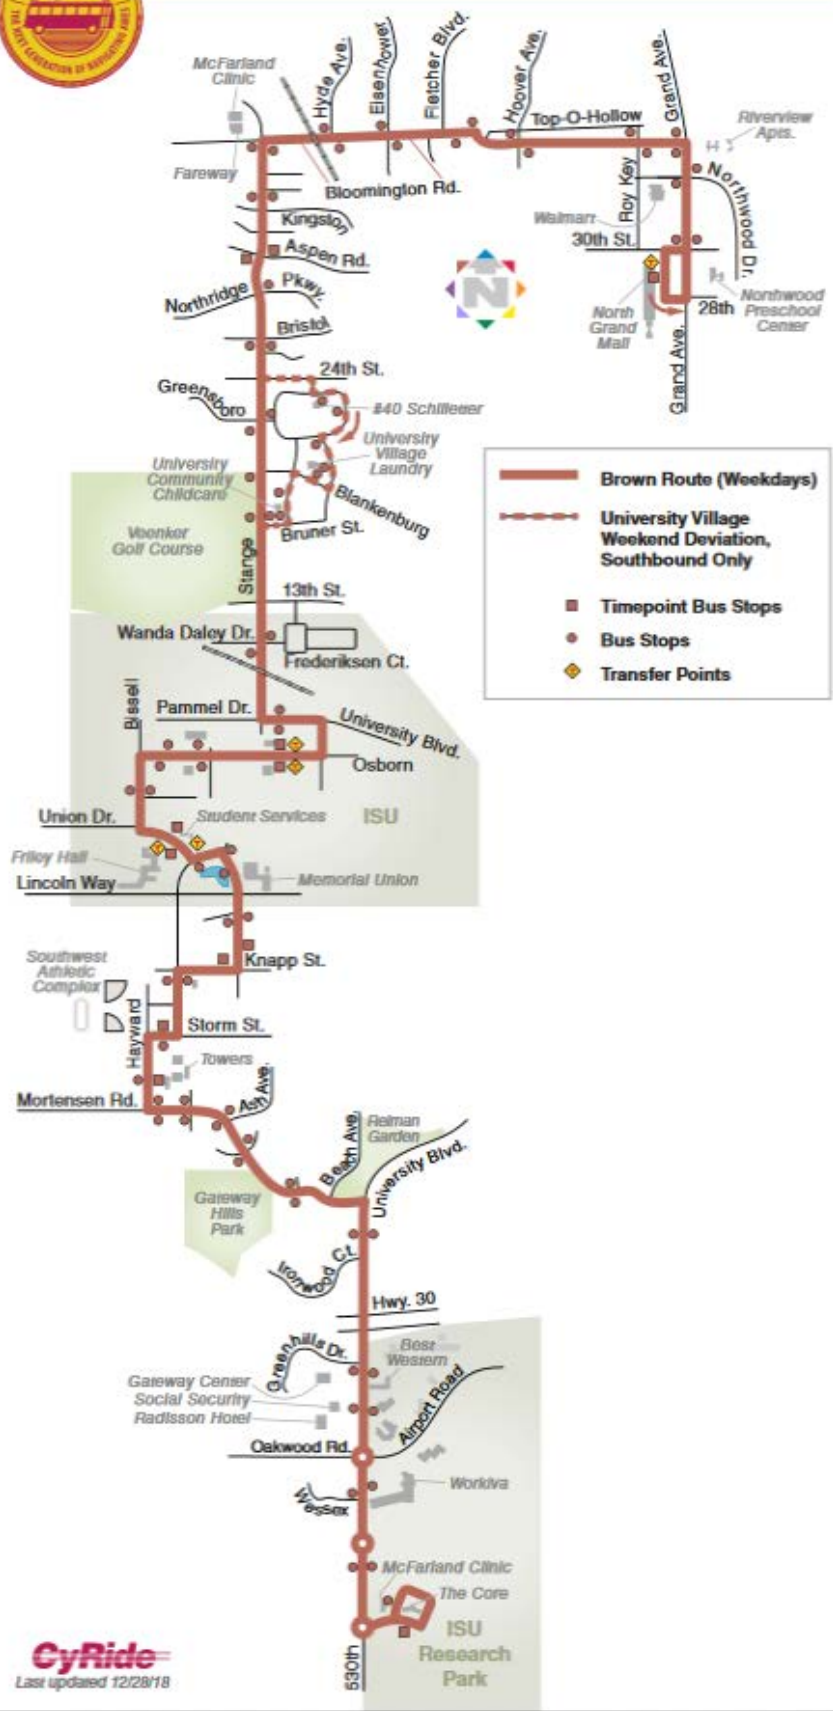 THE NEXT GENERATION OF NAVIGATING AMES
McFarland
Clinic
Hyde Ave.
Eisenhower
Fletcher Blvd.
Hoover Ave.
Grand Ave.
Top-O-Hollow
Riverview
Apts.
Fareway
Bloomington Rd.
Roy Key
Northwood Dr.
Walmart
Kingston
30th St.
Aspen Rd.
Northridge
Pkwy.
North
Grand
Mall
28th
Northwood
Preschool
Center
Bristol
Grand Ave.
24th St.
Greensboro
#40 Schilletter
University
Village
Laundry
University
Community
Childcare
Blankenburg
Veenker
Golf Course
Bruner St.
Stange
Brown Route (Weekdays)
University Village
Weekend Deviation,
Southbound Only
Timepoint Bus Stops
Bus Stops
Transfer Points
13th St.
Wanda Daley Dr.
Frederiksen Ct.
Bissell
Pammel Dr.
University Blvd.
Osborn
Union Dr.
Student Services
ISU
Friley Hall
Lincoln Way
Memorial Union
Southwest
Athletic
Complex
Knapp St.
Hayward
Storm St.
Towers
Mortensen Rd.
Ash Ave.
Beach Ave.
Reiman
Garden
University Blvd.
Gateway
Hills
Park
Ironwood Ct.
Hwy. 30
Greenhills Dr.
Best
Western
Gateway Center
Social Security
Radisson Hotel
Airport Road
Oakwood Rd.
Workiva
Wessex
McFarland Clinic
The Core
ISU
Research
Park
530th
CyRide
Last updated 12/28/18